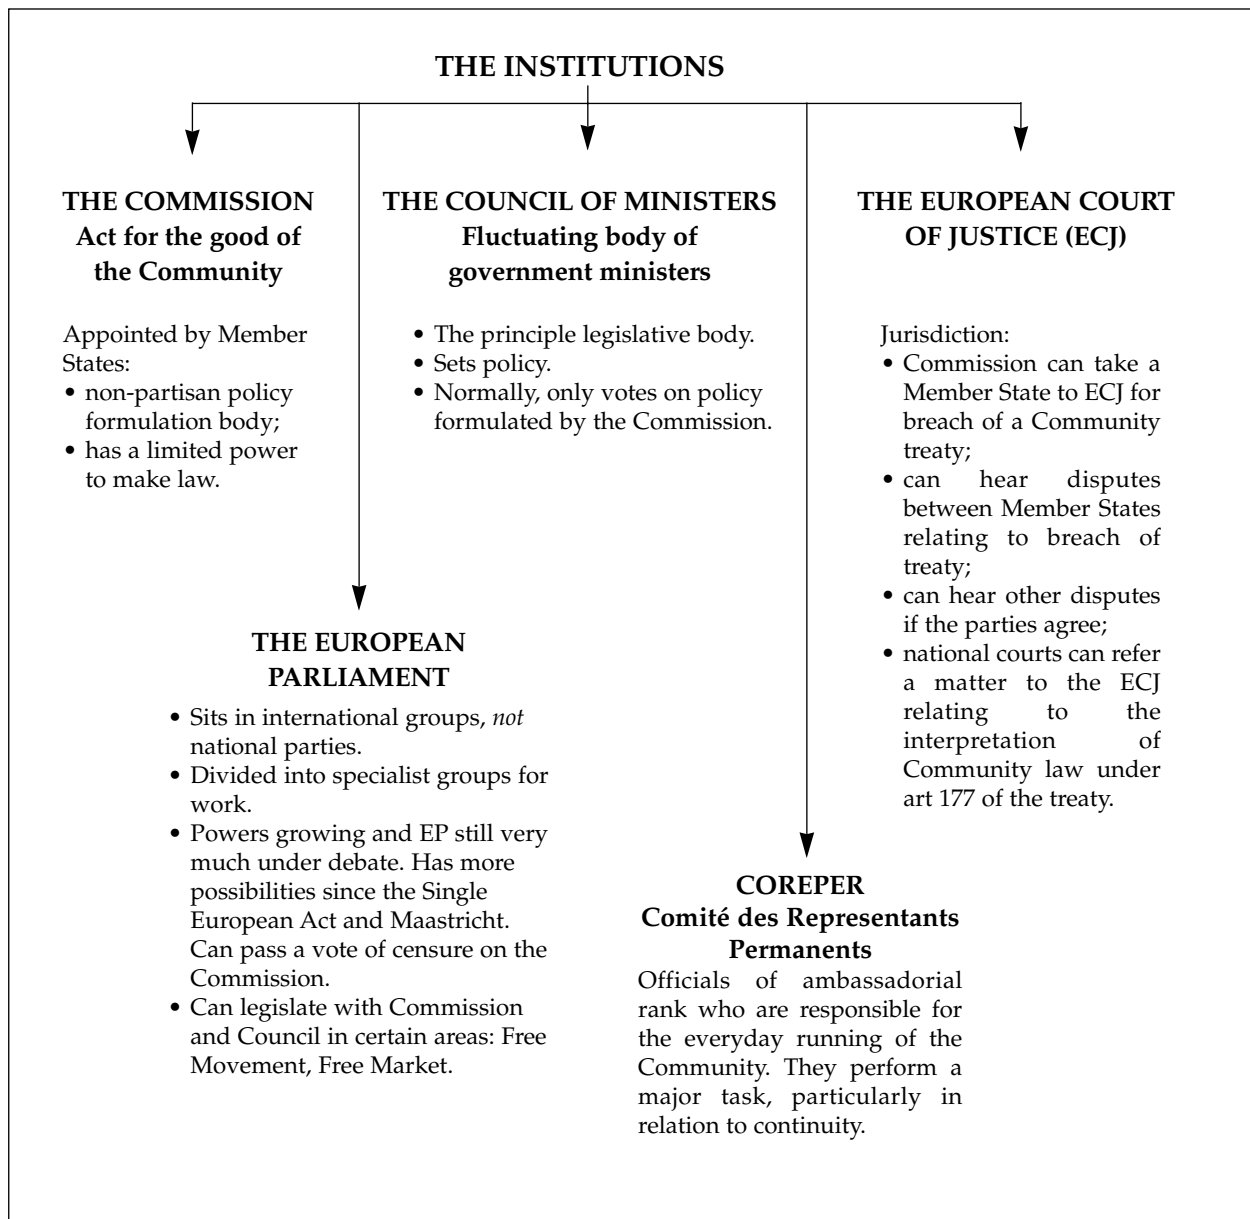 THE INSTITUTIONS
THE COMMISSION
Act for the good of
the Community
Appointed by Member
States:
• non-partisan policy
formulation body;
• has a limited power
to make law.
THE COUNCIL OF MINISTERS
Fluctuating body of
government ministers
• The principle legislative body.
• Sets policy.
• Normally, only votes on policy
formulated by the Commission.
THE EUROPEAN COURT
OF JUSTICE (ECJ)
Jurisdiction:
• Commission can take a
Member State to ECJ for
breach of a Community
treaty;
• can hear disputes
between Member States
relating to breach of
treaty;
• can hear other disputes
if the parties agree;
• national courts can refer
a matter to the ECJ
relating to the
interpretation of
Community law under
art 177 of the treaty.
THE EUROPEAN
PARLIAMENT
• Sits in international groups, not
national parties.
• Divided into specialist groups for
work.
• Powers growing and EP still very
much under debate. Has more
possibilities since the Single
European Act and Maastricht.
Can pass a vote of censure on the
Commission.
• Can legislate with Commission
and Council in certain areas: Free
Movement, Free Market.
COREPER
Comité des Representants
Permanents
Officials of ambassadorial
rank who are responsible for
the everyday running of the
Community. They perform a
major task, particularly in
relation to continuity.